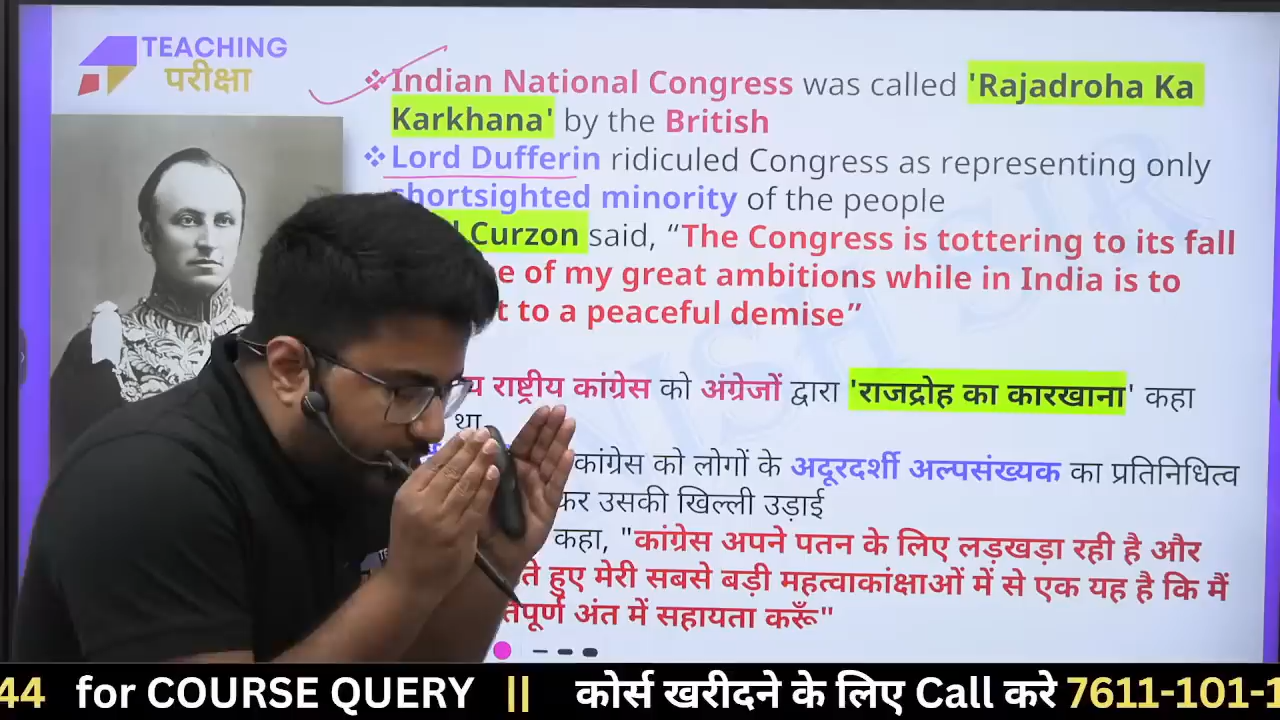 TEACHING
परीक्षा
Indian National Congress was called 'Rajadroha Ka
Karkhana' by the British
Lord Dufferin ridiculed Congress as representing only
shortsighted minority of the people
Curzon said, “The Congress is tottering to its fall
of my great ambitions while in India is to
to a peaceful demise”
राष्ट्रीय कांग्रेस को अंग्रेजों द्वारा 'राजद्रोह का कारखाना' कहा
था
कांग्रेस को लोगों के अदूरदर्शी अल्पसंख्यक का प्रतिनिधित्व
कर उसकी खिल्ली उड़ाई
कहा, "कांग्रेस अपने पतन के लिए लड़खड़ा रही है और
हुए मेरी सबसे बड़ी महत्वाकांक्षाओं में से एक यह है कि मैं
अंत में सहायता करूँ"
44 for COURSE QUERY || कोर्स खरीदने के लिए Call करे 7611-101-1